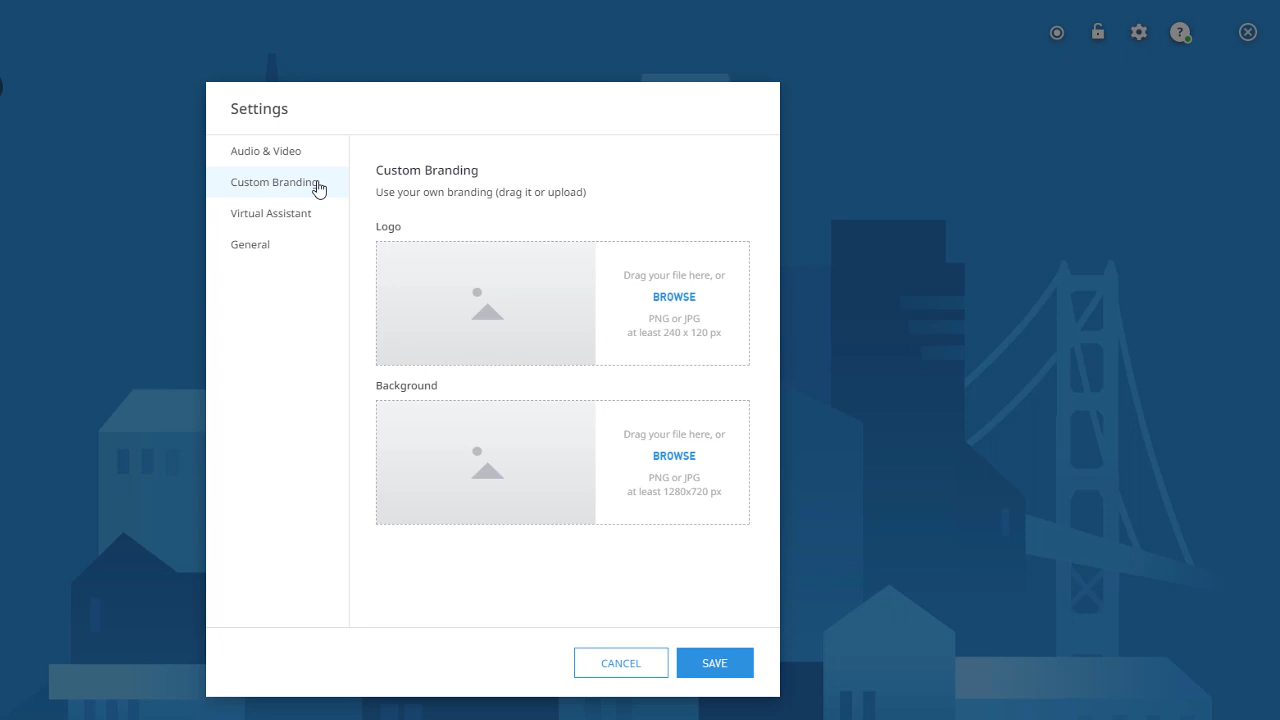 Settings
Audio & Video
Custom Branding
Virtual Assistant
General
Custom Branding
Use your own branding (drag it or upload)
Logo
Drag your file here, or
BROWSE
PNG or JPG
at least 240 x 120 px
Background
Drag your file here, or
BROWSE
PNG or JPG
at least 1280x720 px
CANCEL
SAVE
?